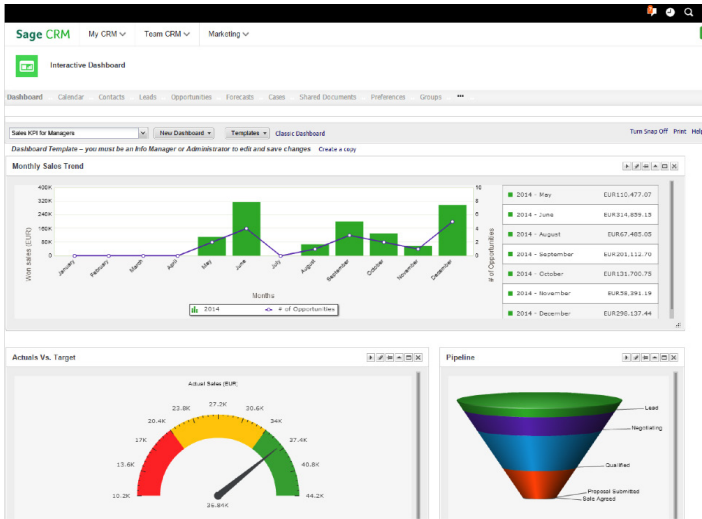 Sage CRM My CRM Team CRM Marketing
Interactive Dashboard
Dashboard Calendar Contacts Leads Opportunities Forecasts Cases Shared Documents Preferences Groups •••
Sales KPI for Managers New Dashboard Templates Classic Dashboard Turn Snap Off Print Help
Dashboard Template – you must be an Info Manager or Administrator to edit and save changes Create a copy
Monthly Sales Trend
400K
320K
240K
160K
80K
0
Won sales (EUR)
10
8
6
4
2
0
# of Opportunities
January February March April May June July August September October November December
Months
2014 # of Opportunities
2014 - May EUR110,477.07
2014 - June EUR314,859.15
2014 - August EUR67,485.05
2014 - September EUR201,112.70
2014 - October EUR131,700.75
2014 - November EUR58,391.19
2014 - December EUR298,137.44
Actuals Vs. Target
Actual Sales (EUR)
10.2K
13.6K
17K
20.4K
23.8K
27.2K
30.6K
34K
37.4K
40.8K
44.2K
36.84K
Pipeline
Lead
Negotiating
Qualified
Proposal Submitted
Sale Agreed